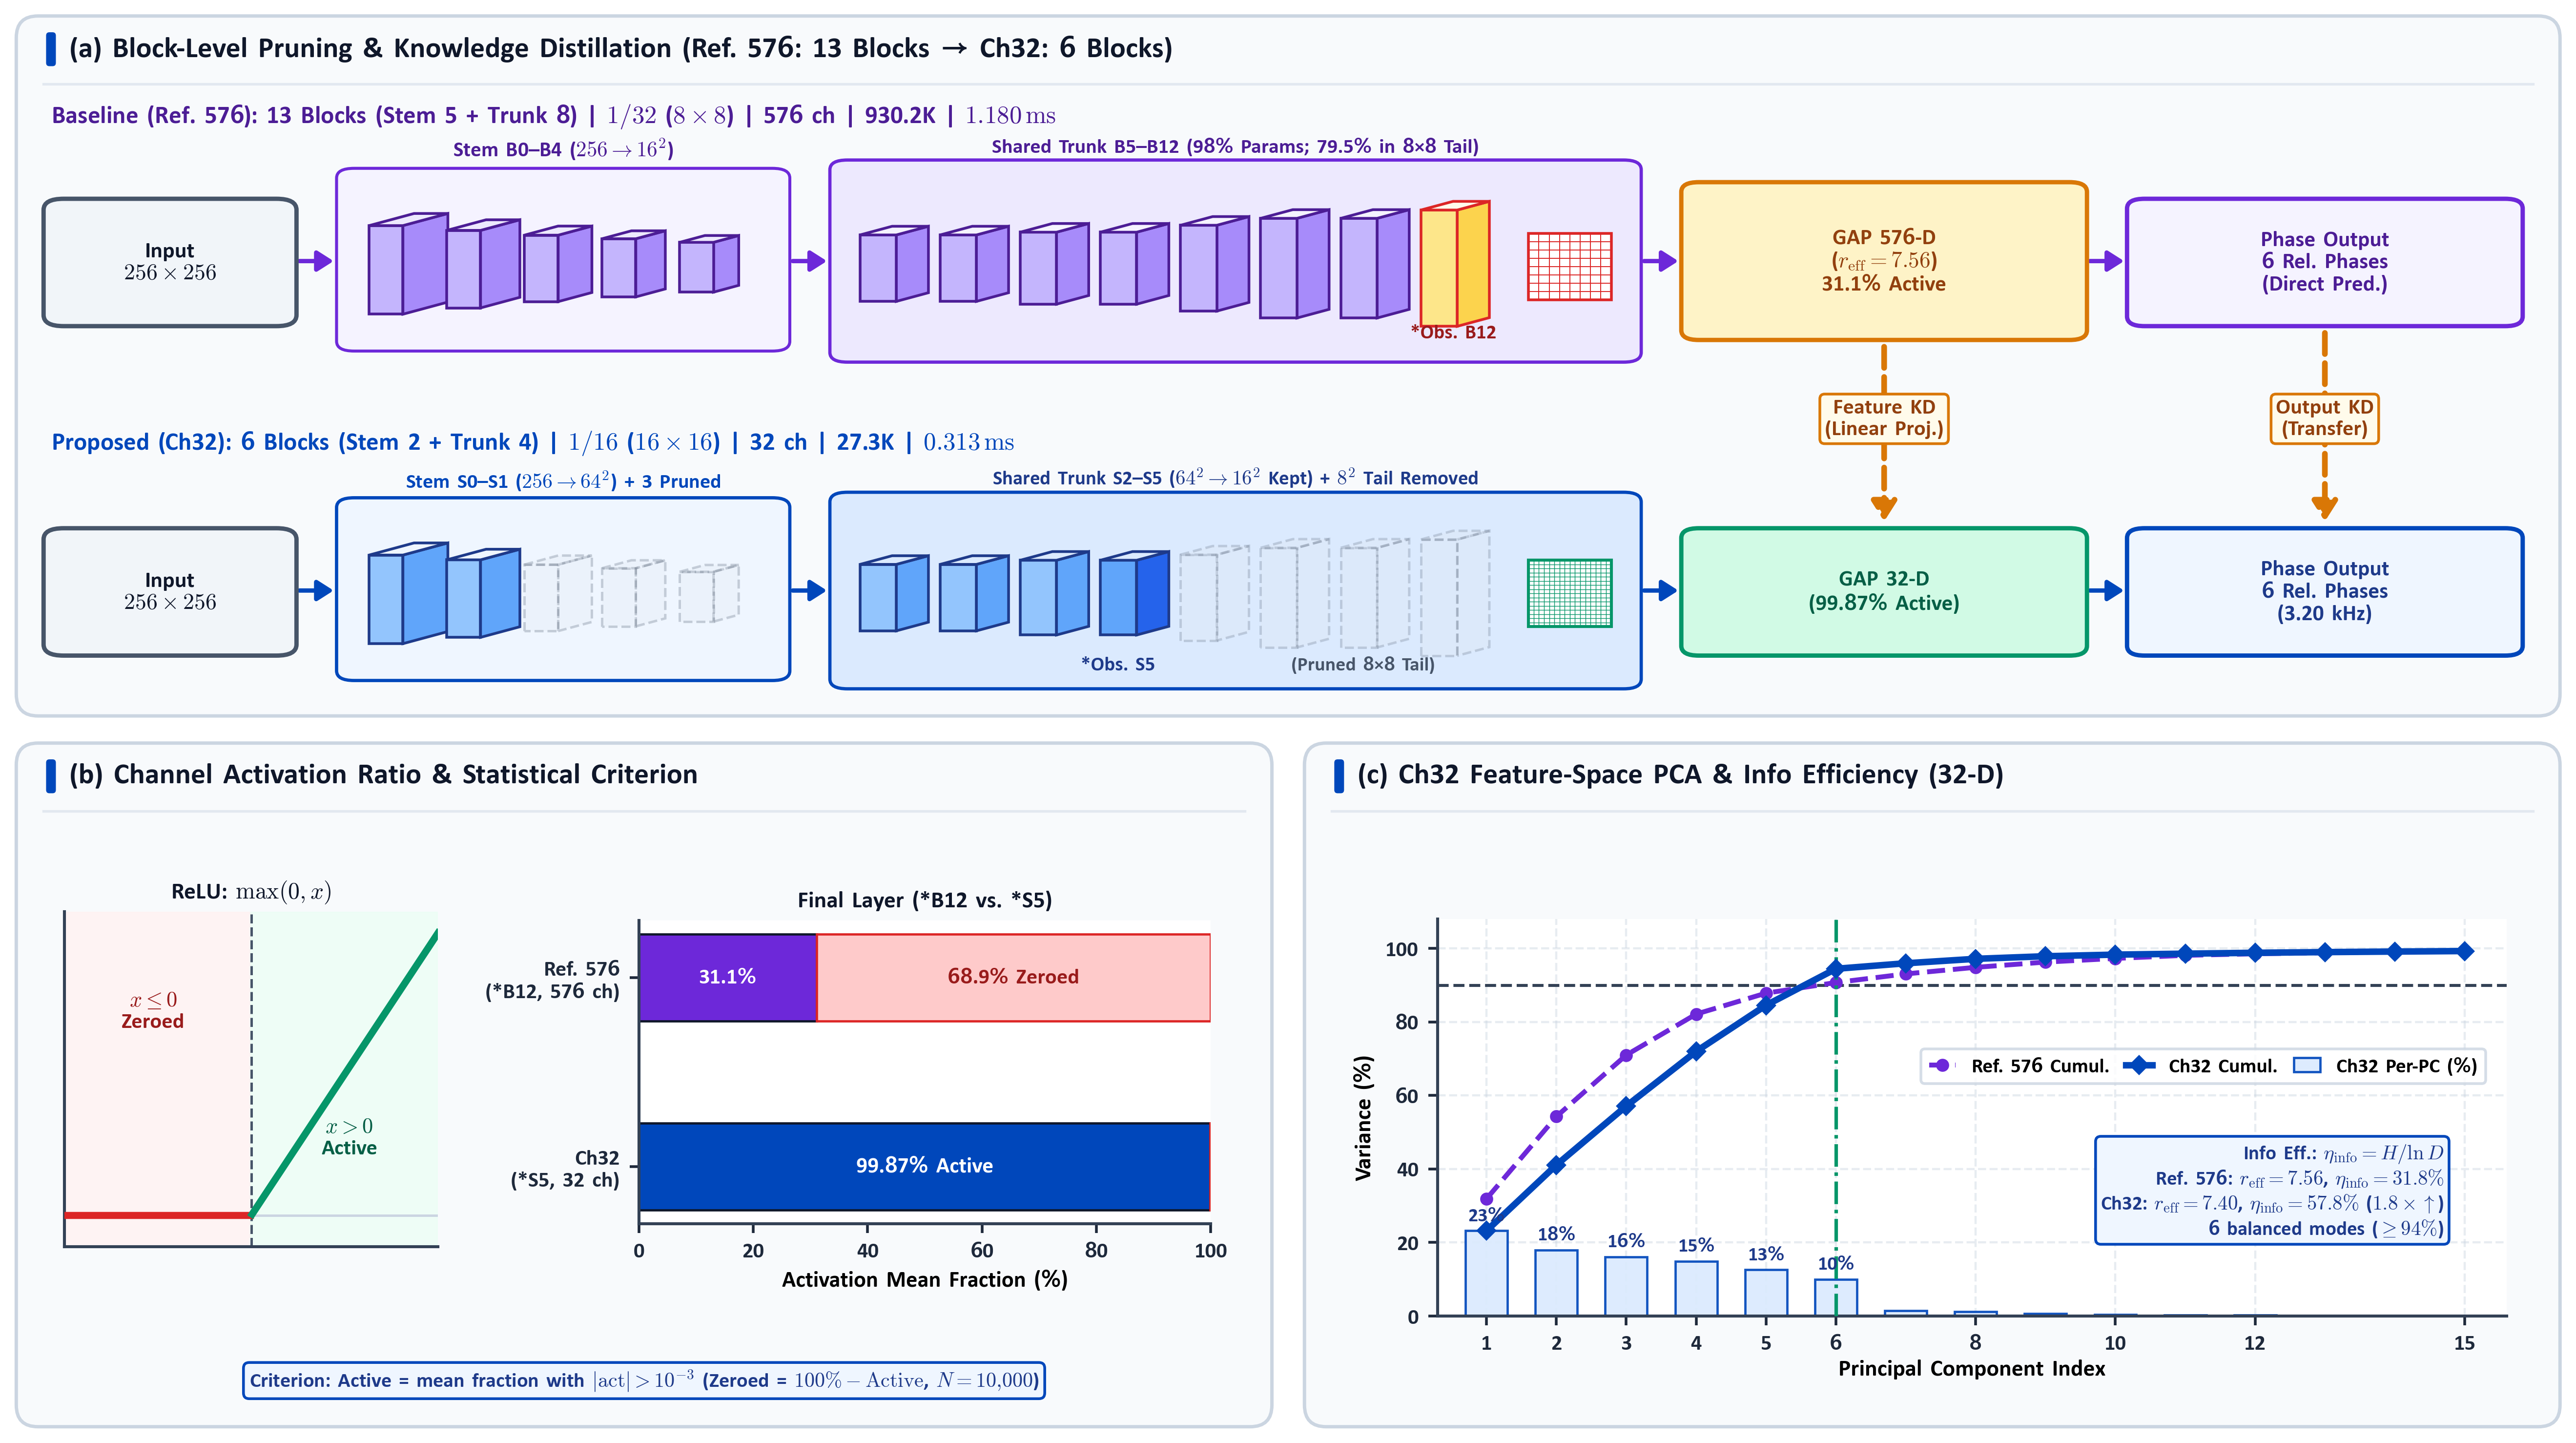 (a) Block-Level Pruning & Knowledge Distillation (Ref. 576: 13 Blocks → Ch32: 6 Blocks)
Baseline (Ref. 576): 13 Blocks (Stem 5 + Trunk 8) | 1/32 (8 × 8) | 576 ch | 930.2K | 1.180 ms
Stem B0–B4 (256 → 16²)
Shared Trunk B5–B12 (98% Params; 79.5% in 8×8 Tail)
Input
256 × 256
*Obs. B12
GAP 576-D
(r_eff = 7.56)
31.1% Active
Phase Output
6 Rel. Phases
(Direct Pred.)
Feature KD
(Linear Proj.)
Output KD
(Transfer)
Proposed (Ch32): 6 Blocks (Stem 2 + Trunk 4) | 1/16 (16 × 16) | 32 ch | 27.3K | 0.313 ms
Stem S0–S1 (256 → 64²) + 3 Pruned
Shared Trunk S2–S5 (64² → 16² Kept) + 8² Tail Removed
Input
256 × 256
*Obs. S5
(Pruned 8×8 Tail)
GAP 32-D
(99.87% Active)
Phase Output
6 Rel. Phases
(3.20 kHz)
(b) Channel Activation Ratio & Statistical Criterion
ReLU: max(0, x)
x ≤ 0
Zeroed
x > 0
Active
Final Layer (*B12 vs. *S5)
Ref. 576
(*B12, 576 ch)
31.1%
68.9% Zeroed
Ch32
(*S5, 32 ch)
99.87% Active
0 20 40 60 80 100
Activation Mean Fraction (%)
Criterion: Active = mean fraction with |act| > 10⁻³ (Zeroed = 100% − Active, N = 10,000)
(c) Ch32 Feature-Space PCA & Info Efficiency (32-D)
Variance (%)
100
80
60
40
20
0
Ref. 576 Cumul. Ch32 Cumul. Ch32 Per-PC (%)
Info Eff.: η_info = H/ln D
Ref. 576: r_eff = 7.56, η_info = 31.8%
Ch32: r_eff = 7.40, η_info = 57.8% (1.8 × ↑)
6 balanced modes (≥ 94%)
23% 18% 16% 15% 13% 10%
1 2 3 4 5 6 8 10 12 15
Principal Component Index